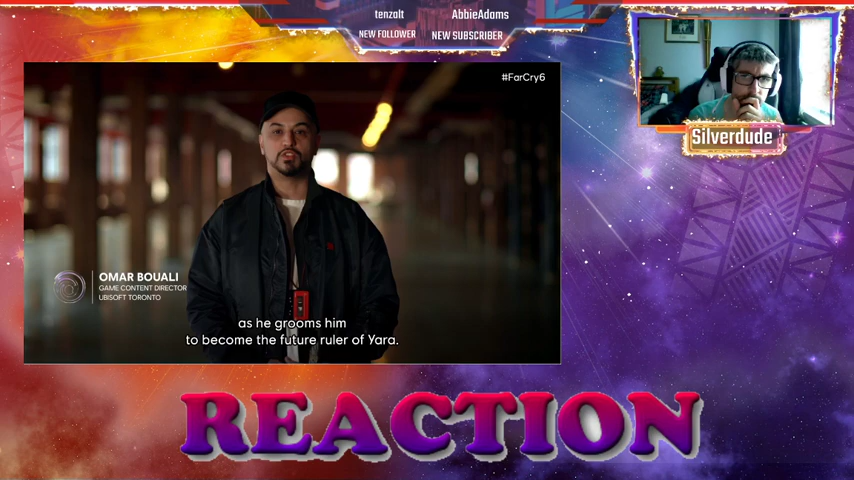 tenzalt
AbbieAdams
NEW FOLLOWER
NEW SUBSCRIBER
#FarCry6
Silverdude
OMAR BOUALI
GAME CONTENT DIRECTOR
UBISOFT TORONTO
as he grooms him
to become the future ruler of Yara.
REACTION